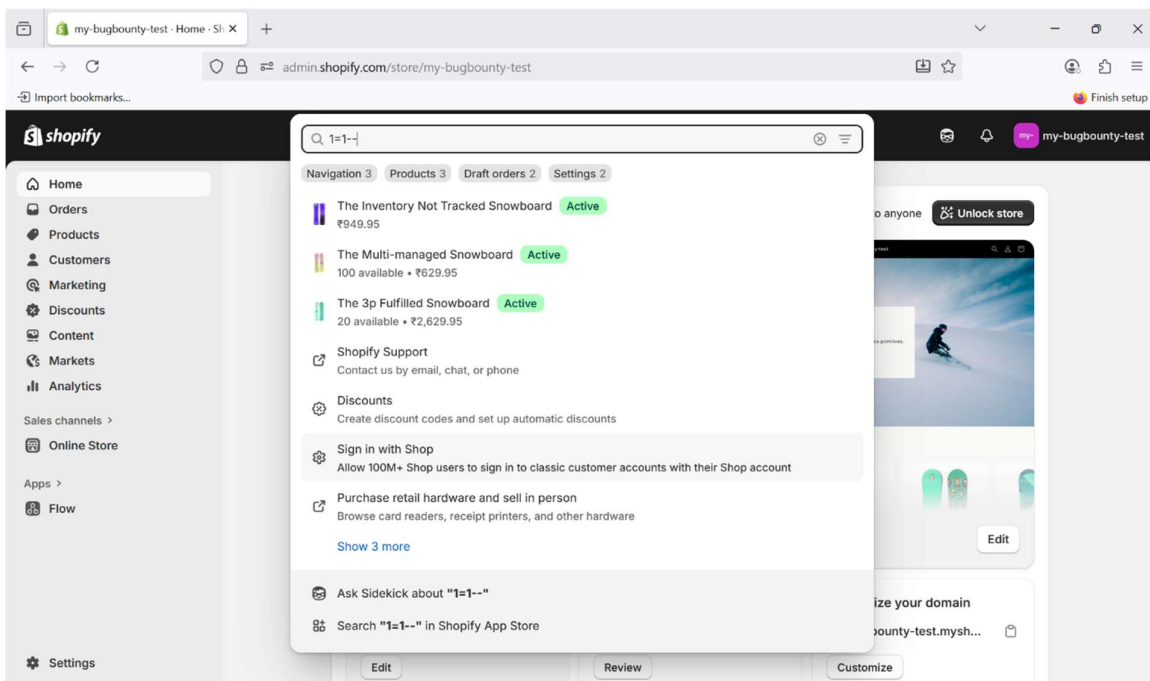 my-bugbounty-test · Home · Sh
admin.shopify.com/store/my-bugbounty-test
Import bookmarks...
Finish setup
shopify
1=1--
my-
my-bugbounty-test
Home
Orders
Products
Customers
Marketing
Discounts
Content
Markets
Analytics
Sales channels >
Online Store
Apps >
Flow
Settings
Navigation 3 Products 3 Draft orders 2 Settings 2
The Inventory Not Tracked Snowboard Active
₹949.95
The Multi-managed Snowboard Active
100 available • ₹629.95
The 3p Fulfilled Snowboard Active
20 available • ₹2,629.95
Shopify Support
Contact us by email, chat, or phone
Discounts
Create discount codes and set up automatic discounts
Sign in with Shop
Allow 100M+ Shop users to sign in to classic customer accounts with their Shop account
Purchase retail hardware and sell in person
Browse card readers, receipt printers, and other hardware
Show 3 more
Ask Sidekick about "1=1--"
Search "1=1--" in Shopify App Store
o anyone
Unlock store
Edit
ize your domain
ounty-test.mysh...
Edit
Review
Customize